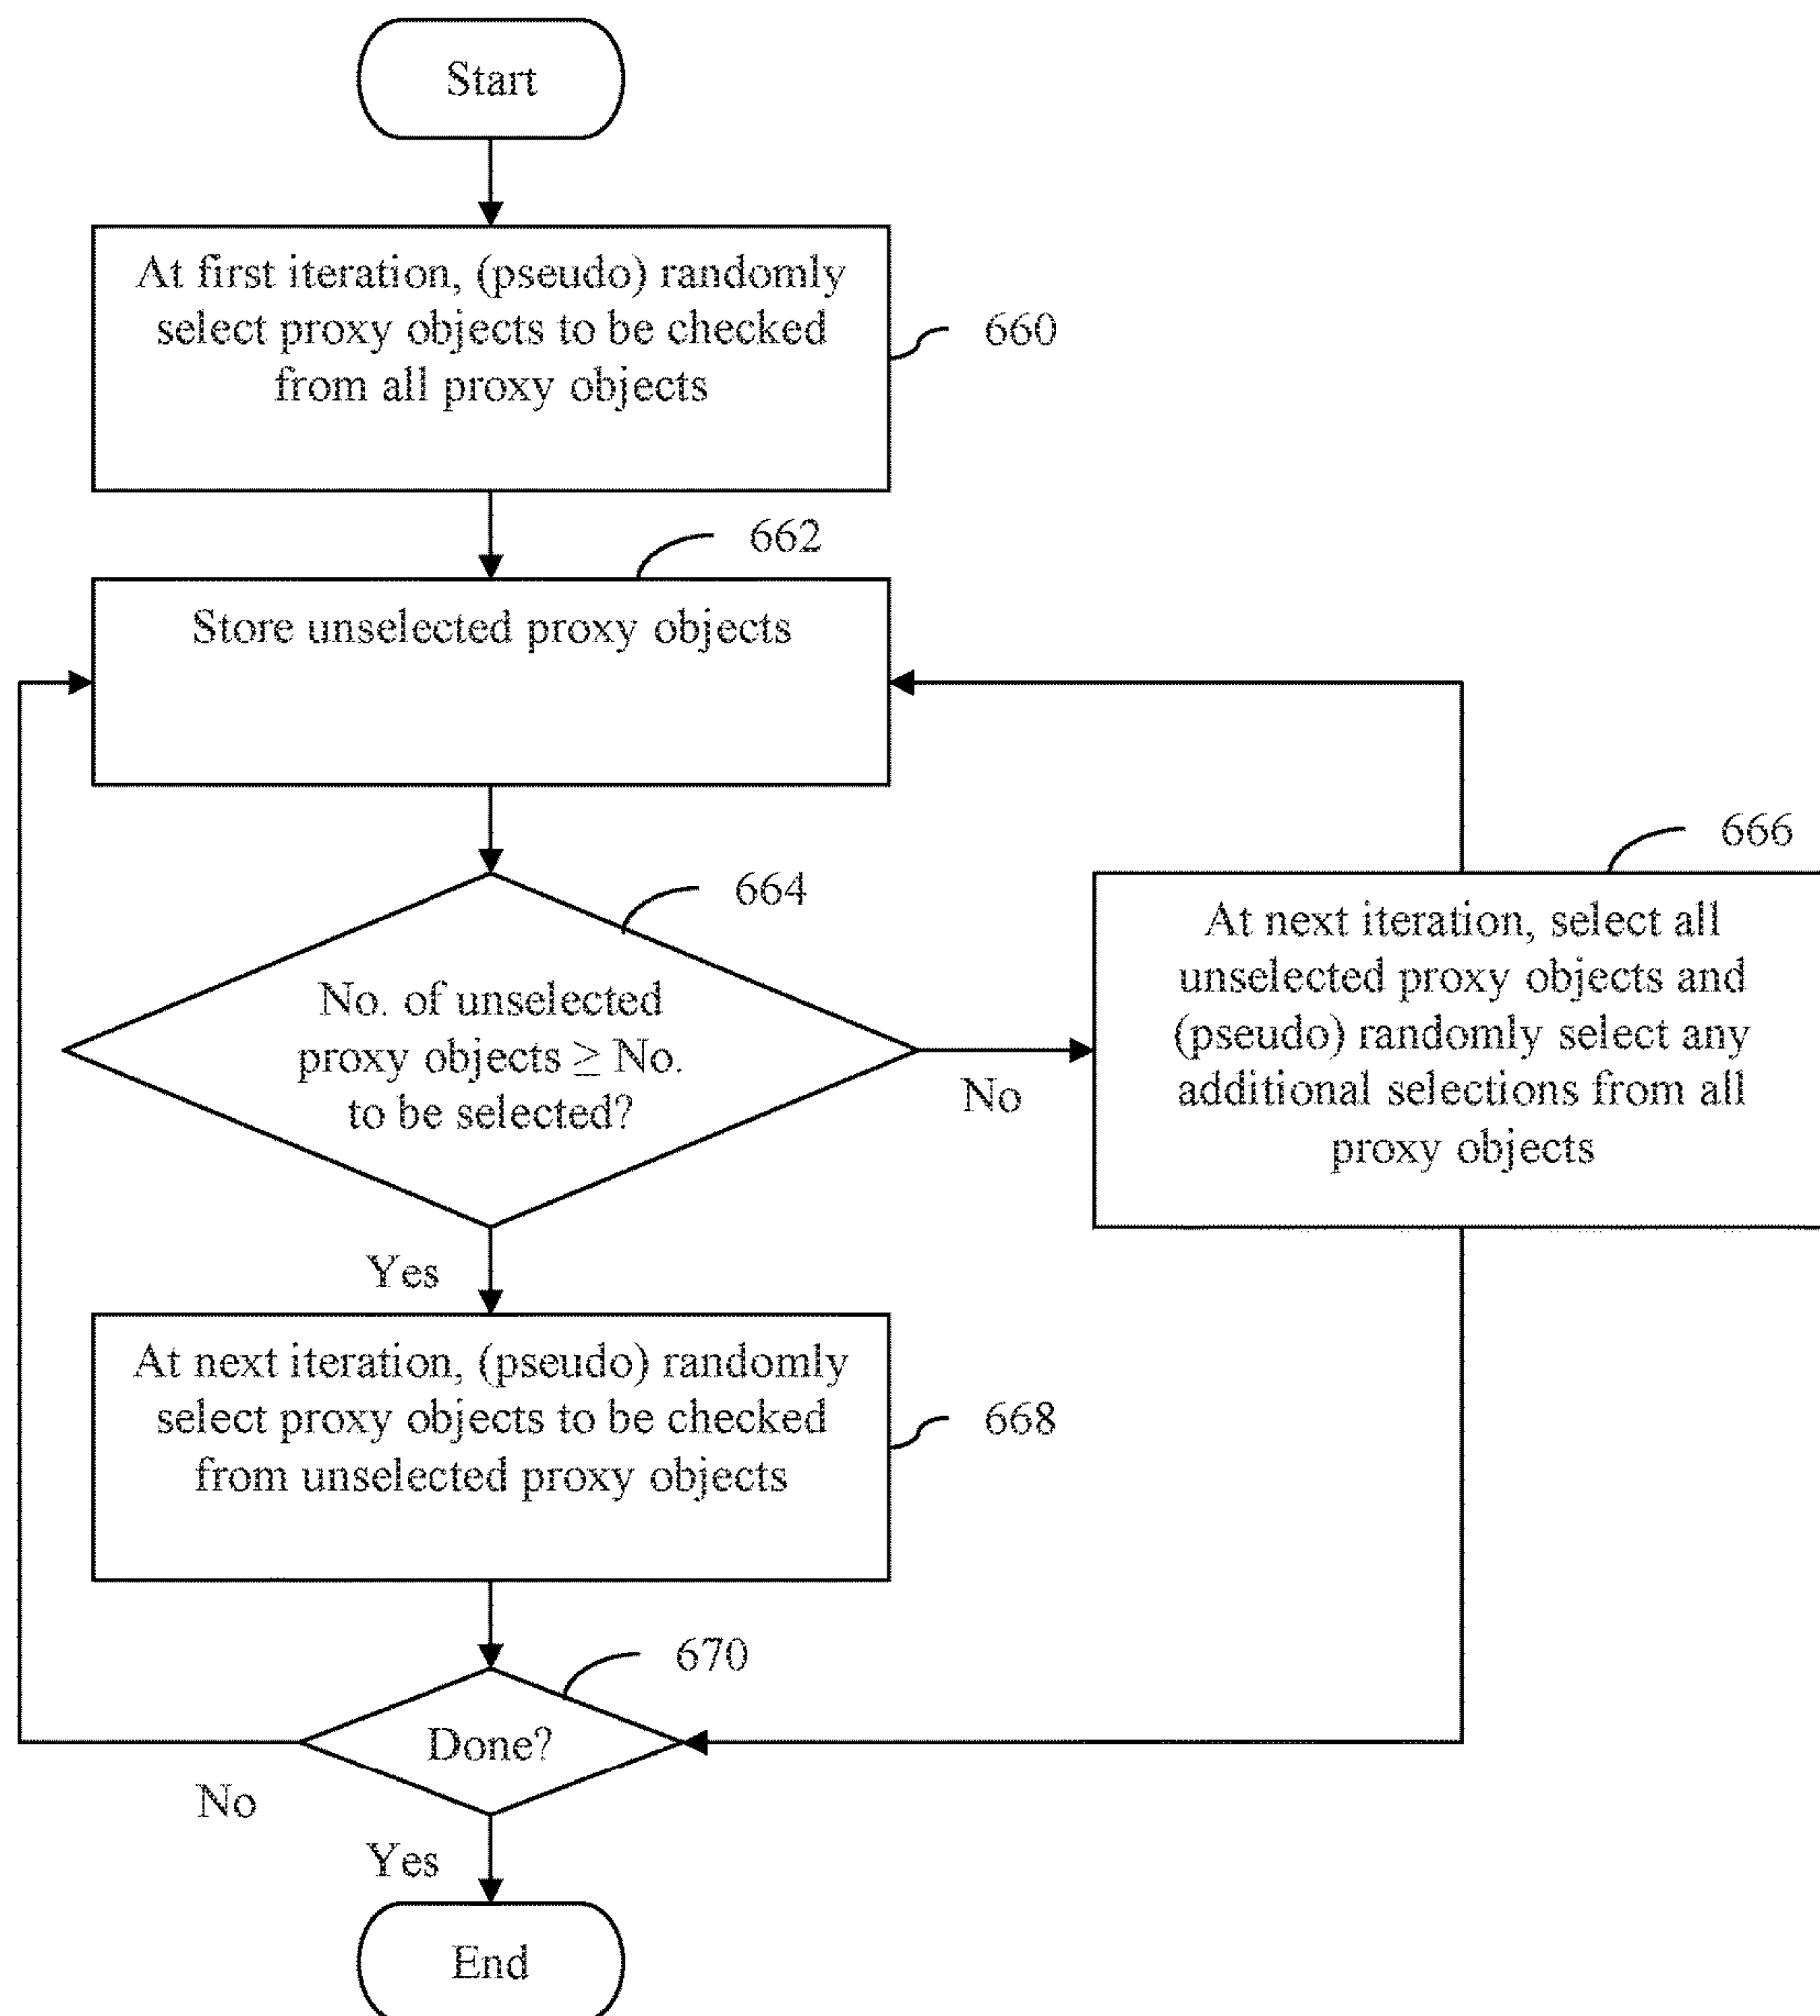 Start
At first iteration, (pseudo) randomly
select proxy objects to be checked
from all proxy objects
660
662
Store unselected proxy objects
664
No. of unselected
proxy objects ≥ No.
to be selected?
No
666
At next iteration, select all
unselected proxy objects and
(pseudo) randomly select any
additional selections from all
proxy objects
Yes
At next iteration, (pseudo) randomly
select proxy objects to be checked
from unselected proxy objects
668
670
Done?
No
Yes
End